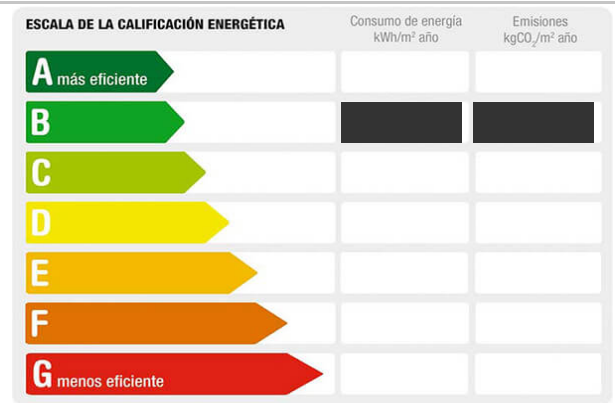 ESCALA DE LA CALIFICACIÓN ENERGÉTICA
Consumo de energía
kWh/m² año
Emisiones
kgCO₂/m² año
A más eficiente
B
C
D
E
F
G menos eficiente